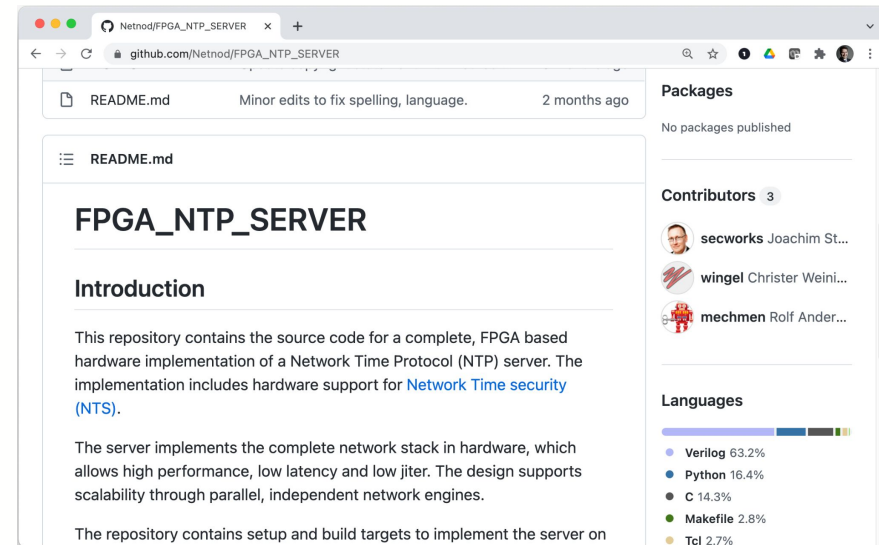 Netnod/FPGA_NTP_SERVER
github.com/Netnod/FPGA_NTP_SERVER
README.md Minor edits to fix spelling, language. 2 months ago
README.md
FPGA_NTP_SERVER
Introduction
This repository contains the source code for a complete, FPGA based
hardware implementation of a Network Time Protocol (NTP) server. The
implementation includes hardware support for Network Time security
(NTS).
The server implements the complete network stack in hardware, which
allows high performance, low latency and low jiter. The design supports
scalability through parallel, independent network engines.
The repository contains setup and build targets to implement the server on
Packages
No packages published
Contributors 3
secworks Joachim St...
wingel Christer Weini...
mechmen Rolf Ander...
Languages
Verilog 63.2%
Python 16.4%
C 14.3%
Makefile 2.8%
Tcl 2.7%